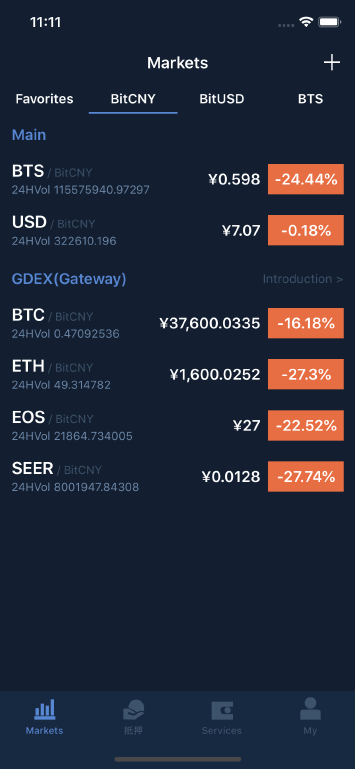 11:11
Markets
Favorites BitCNY BitUSD BTS
Main
BTS / BitCNY ¥0.598 -24.44%
24HVol 115575940.97297
USD / BitCNY ¥7.07 -0.18%
24HVol 322610.196
GDEX(Gateway) Introduction >
BTC / BitCNY ¥37,600.0335 -16.18%
24HVol 0.47092536
ETH / BitCNY ¥1,600.0252 -27.3%
24HVol 49.314782
EOS / BitCNY ¥27 -22.52%
24HVol 21864.734005
SEER / BitCNY ¥0.0128 -27.74%
24HVol 8001947.84308
Markets 抵押 Services My